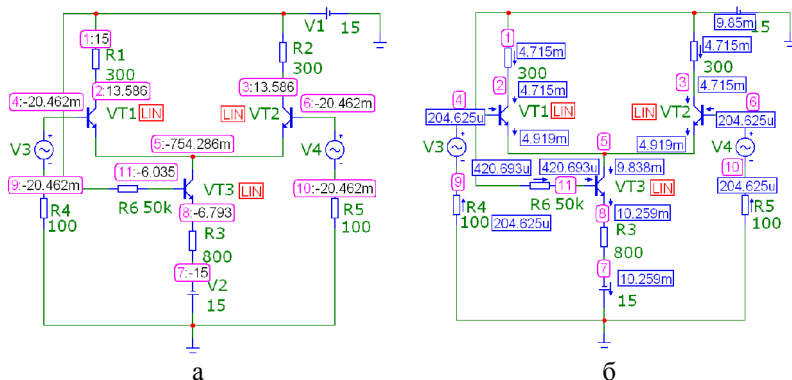 V1
15
1:15
R1
300
R2
300
2:13.586
3:13.586
4:-20.462m
VT1
LIN
LIN
VT2
6:-20.462m
V3
5:-754.286m
V4
11:-6.035
9:-20.462m
VT3
LIN
10:-20.462m
R4
100
R6 50k
8:-6.793
R5
100
R3
800
7:-15
V2
15
а
9.85m
15
1
4.715m
300
4.715m
300
2
4.715m
3
4.715m
4
VT1
LIN
LIN
VT2
6
204.625u
204.625u
V3
4.919m
5
4.919m
V4
420.693u
420.693u
9.838m
10
9
11
VT3
LIN
204.625u
R4
100
R6 50k
8
10.259m
R5
100
204.625u
R3
800
7
10.259m
15
б